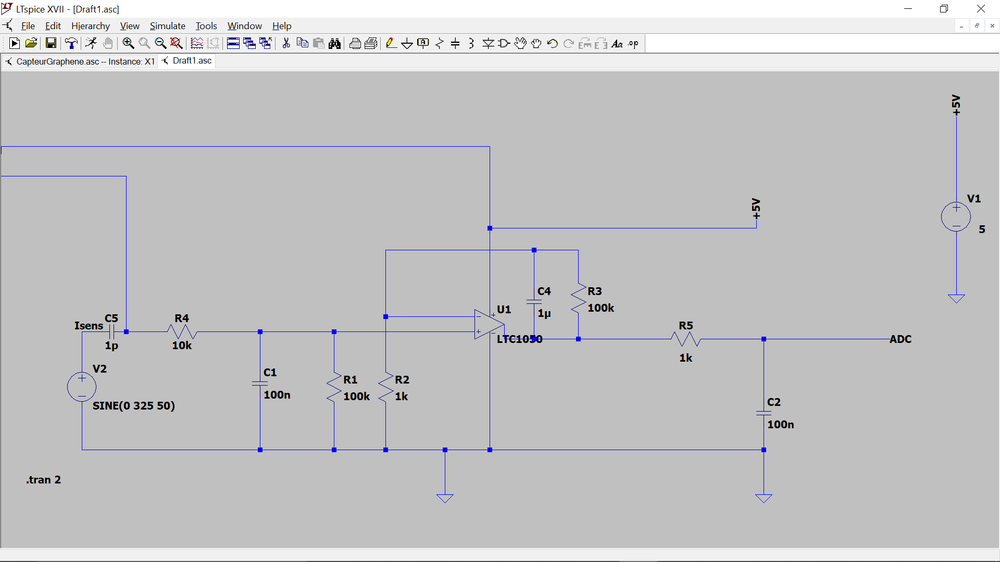 LTspice XVII - [Draft1.asc]
File Edit Hierarchy View Simulate Tools Window Help
CapteurGraphene.asc -- Instance: X1 Draft1.asc
+5V
V1
5
+5V
C4
1µ
R3
100k
U1
LTC1050
Isens
C5
1p
R4
10k
R5
1k
ADC
V2
SINE(0 325 50)
C1
100n
R1
100k
R2
1k
C2
100n
.tran 2